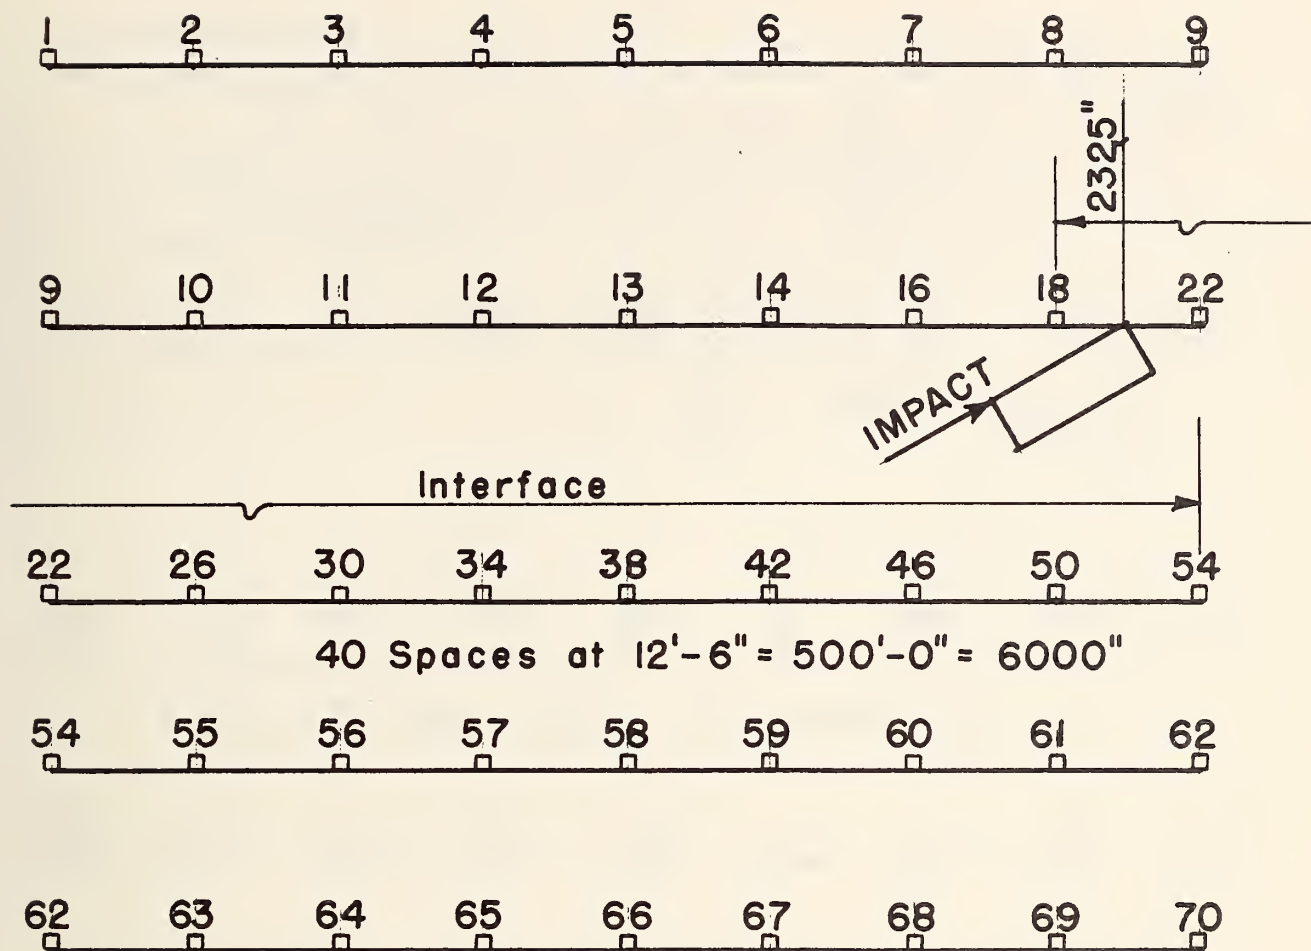 1 2 3 4 5 6 7 8 9
2325"
9 10 11 12 13 14 16 18 22
IMPACT
Interface
22 26 30 34 38 42 46 50 54
40 Spaces at 12'-6" = 500'-0" = 6000"
54 55 56 57 58 59 60 61 62
62 63 64 65 66 67 68 69 70